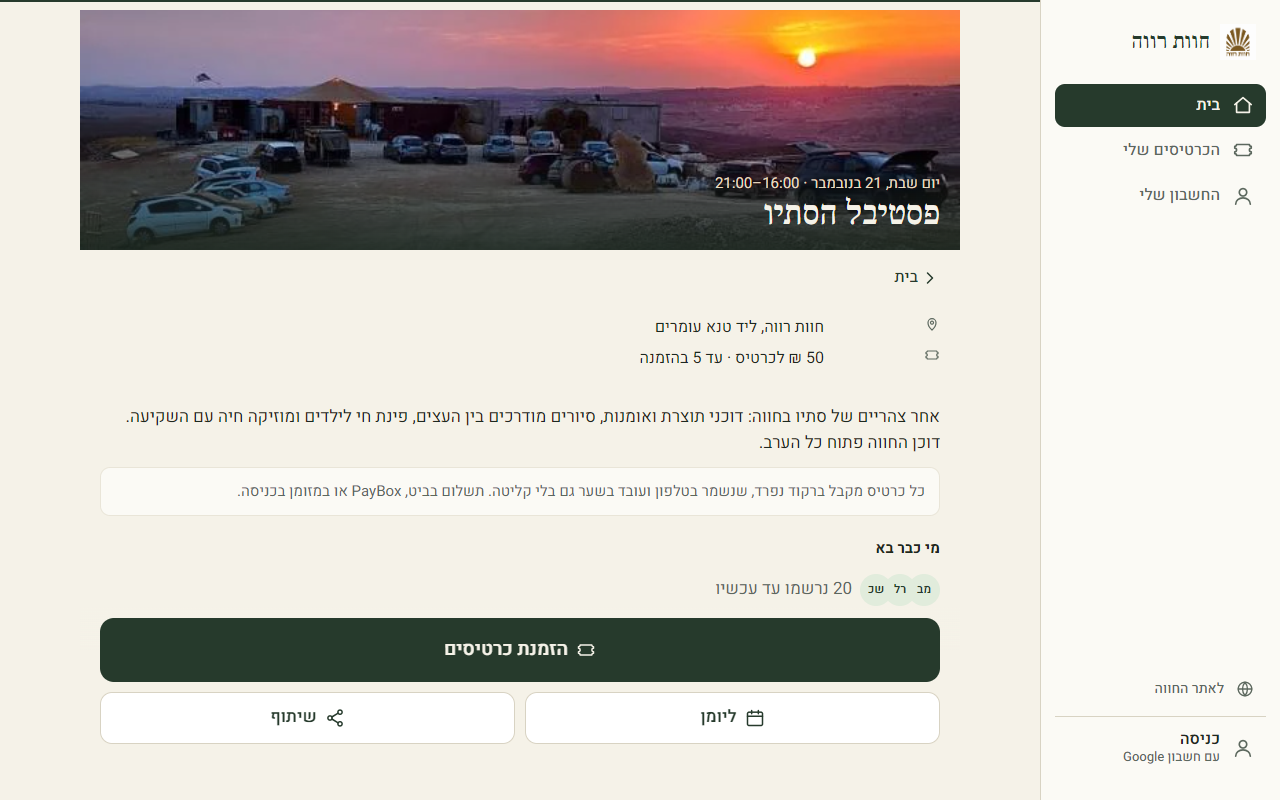 חוות רווה
בית
הכרטיסים שלי
החשבון שלי
לאתר החווה
כניסה
עם חשבון Google
יום שבת, 21 בנובמבר · 16:00–21:00
פסטיבל הסתיו
בית
חוות רווה, ליד טנא עומרים
50 ₪ לכרטיס · עד 5 בהזמנה
אחר צהריים של סתיו בחווה: דוכני תוצרת ואומנות, סיורים מודרכים בין העצים, פינת חי לילדים ומוזיקה חיה עם השקיעה.
דוכן החווה פתוח כל הערב.
כל כרטיס מקבל ברקוד נפרד, שנשמר בטלפון ועובד בשער גם בלי קליטה. תשלום בביט, PayBox או במזומן בכניסה.
מי כבר בא
מב רל שכ 20 נרשמו עד עכשיו
הזמנת כרטיסים
ליומן
שיתוף